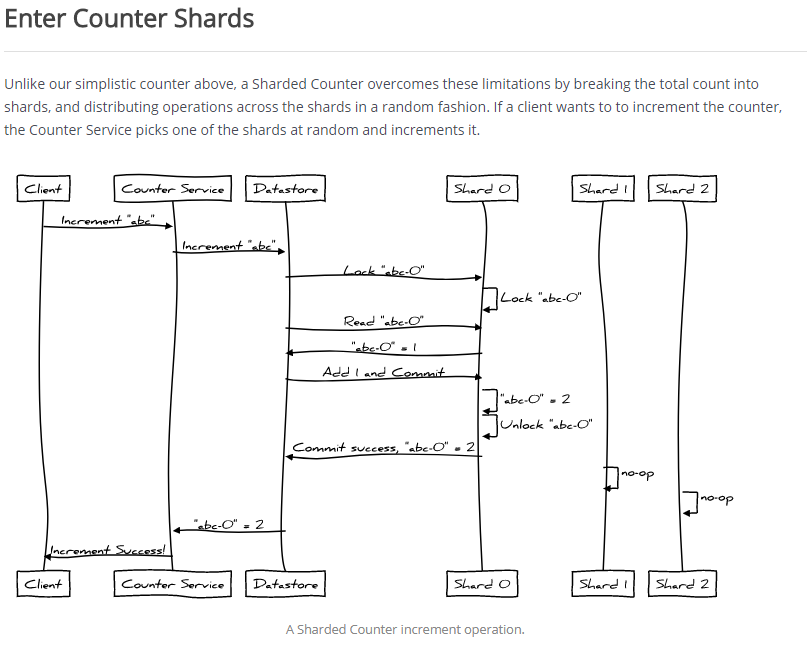 Enter Counter Shards
Unlike our simplistic counter above, a Sharded Counter overcomes these limitations by breaking the total count into
shards, and distributing operations across the shards in a random fashion. If a client wants to to increment the counter,
the Counter Service picks one of the shards at random and increments it.
Client Counter Service Datastore Shard 0 Shard 1 Shard 2
Increment "abc"
Increment "abc"
Lock "abc-0"
Lock "abc-0"
Read "abc-0"
"abc-0" = 1
Add 1 and Commit
"abc-0" = 2
Unlock "abc-0"
Commit success, "abc-0" = 2
no-op
no-op
"abc-0" = 2
Increment Success!
Client Counter Service Datastore Shard 0 Shard 1 Shard 2
A Sharded Counter increment operation.